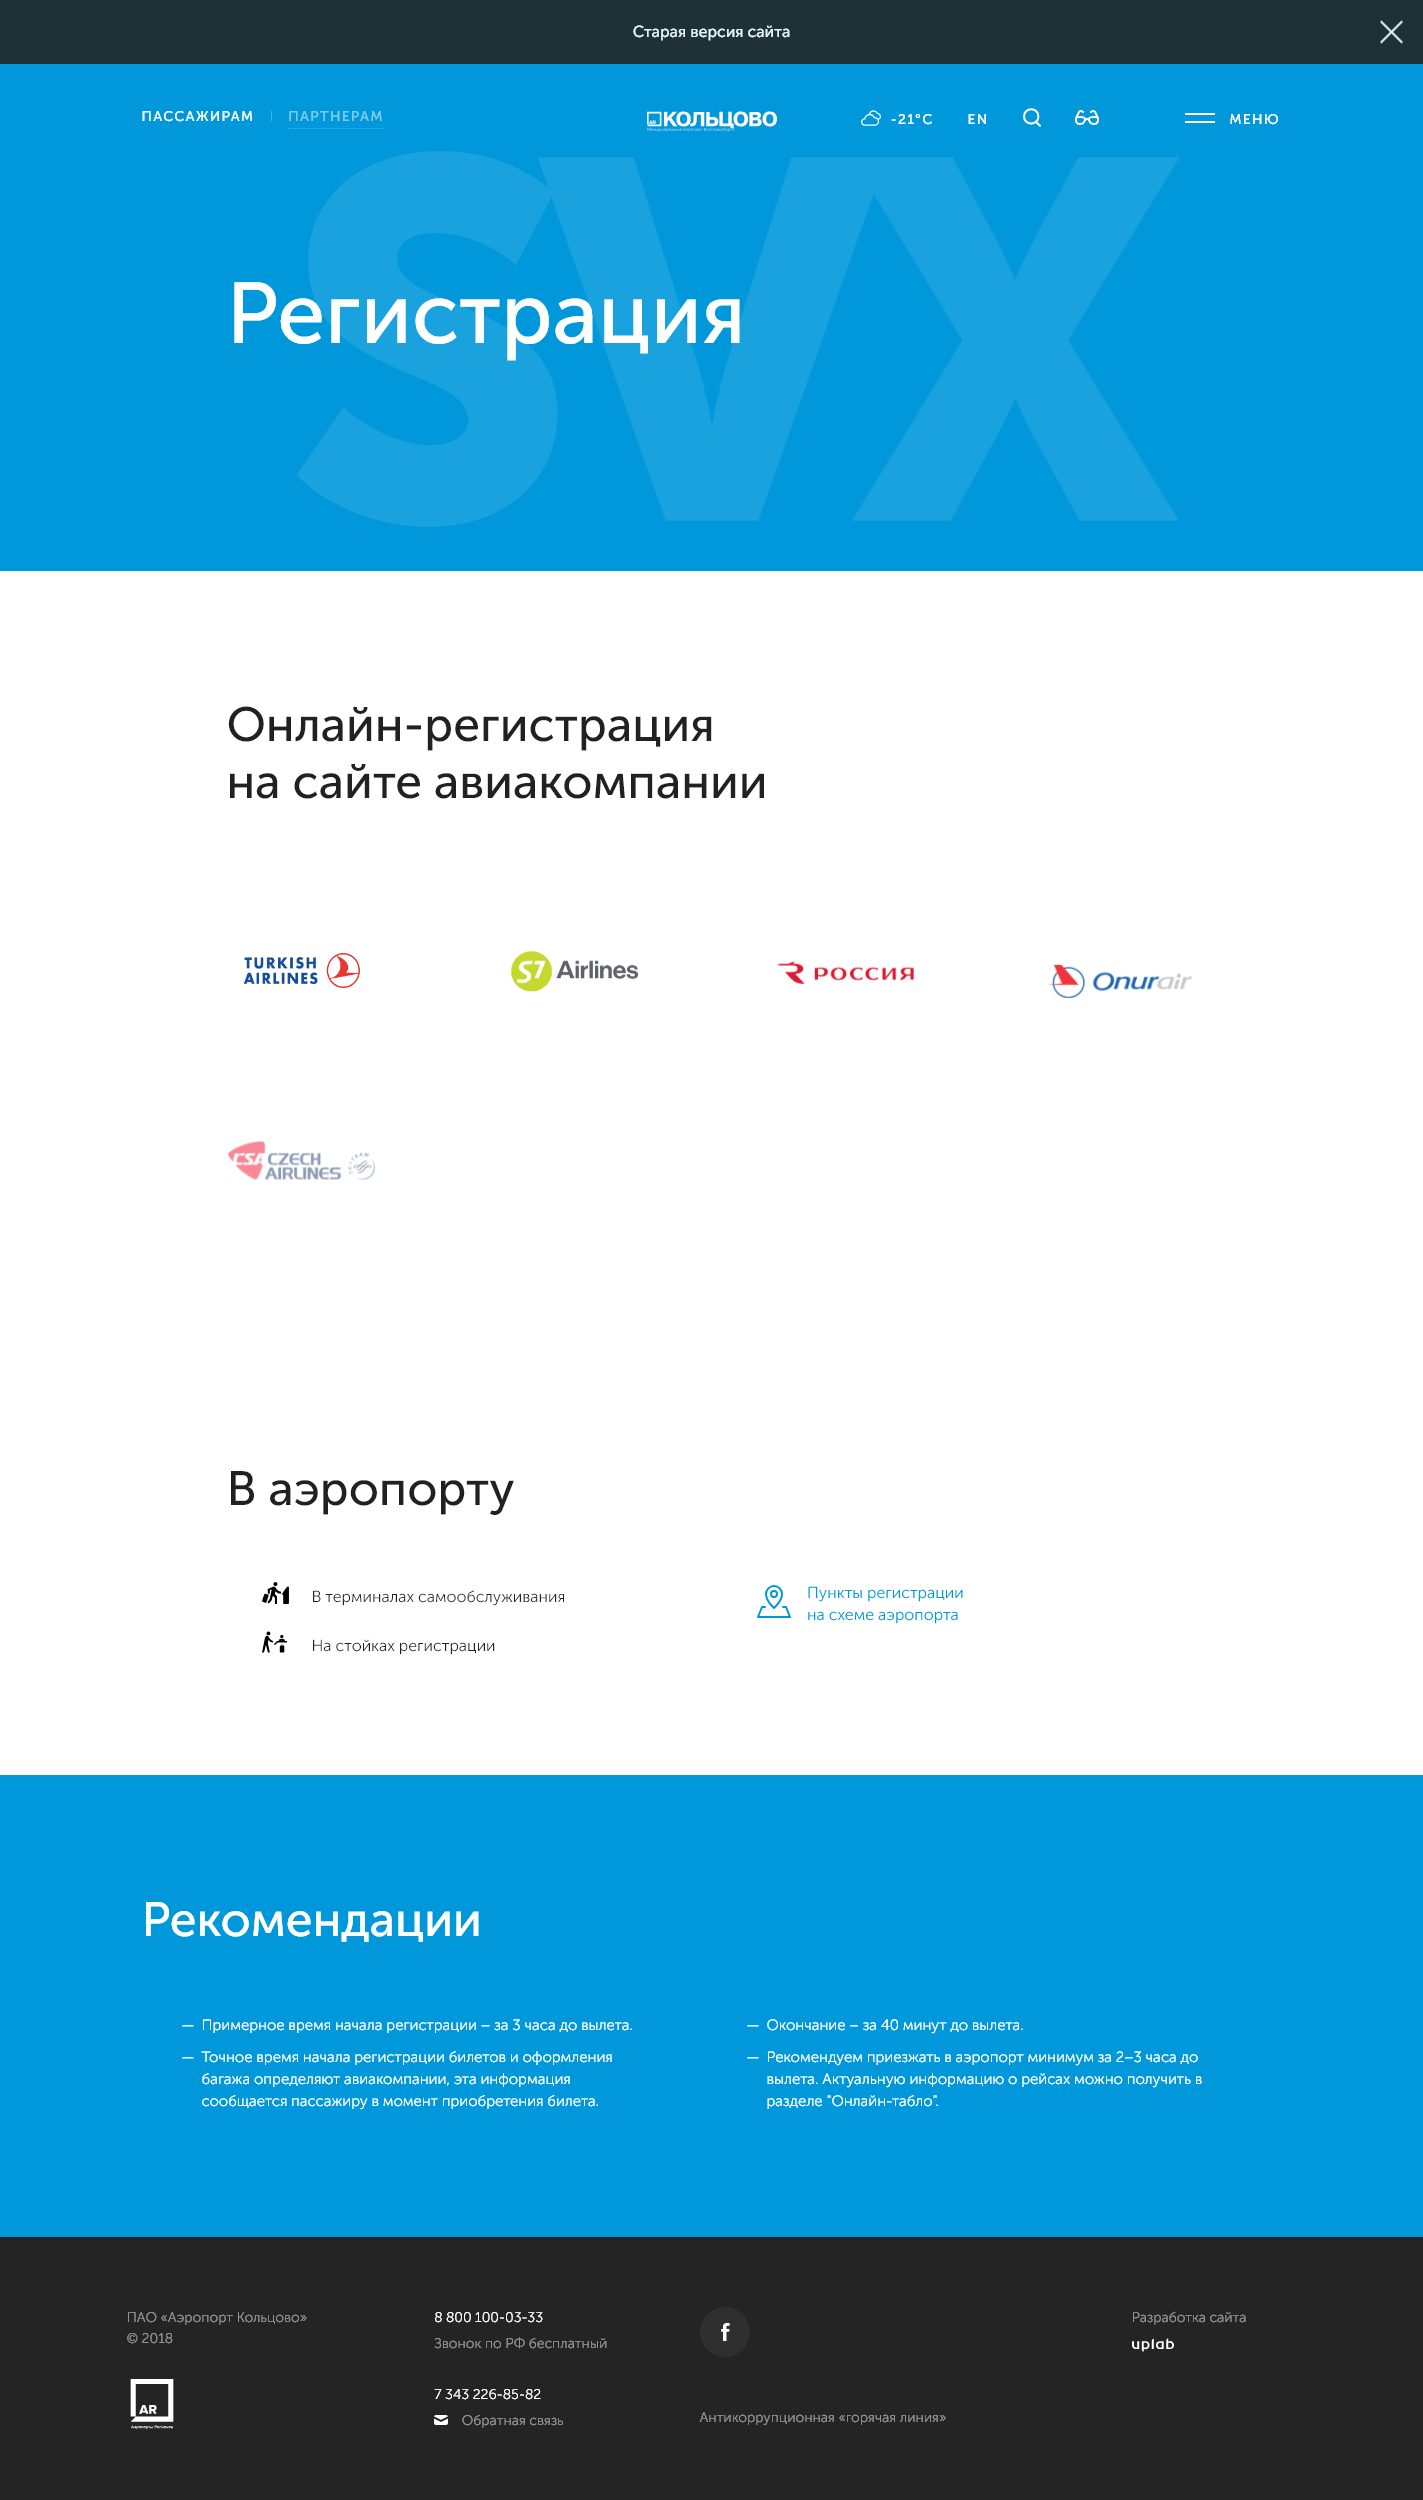 Старая версия сайта
ПАССАЖИРАМ
ПАРТНЕРАМ
КОЛЬЦОВО
-21°C
EN
МЕНЮ
SVX
Регистрация
Онлайн-регистрация
на сайте авиакомпании
TURKISH
AIRLINES
S7 Airlines
РОССИЯ
Onurair
CSA CZECH
AIRLINES
В аэропорту
В терминалах самообслуживания
На стойках регистрации
Пункты регистрации
на схеме аэропорта
Рекомендации
— Примерное время начала регистрации – за 3 часа до вылета.
— Точное время начала регистрации билетов и оформления
багажа определяют авиакомпании, эта информация
сообщается пассажиру в момент приобретения билета.
— Окончание – за 40 минут до вылета.
— Рекомендуем приезжать в аэропорт минимум за 2–3 часа до
вылета. Актуальную информацию о рейсах можно получить в
разделе "Онлайн-табло".
ПАО «Аэропорт Кольцово»
© 2018
AR
Аэропорты Регионов
8 800 100-03-33
Звонок по РФ бесплатный
7 343 226-85-82
Обратная связь
f
Антикоррупционная «горячая линия»
Разработка сайта
uplab